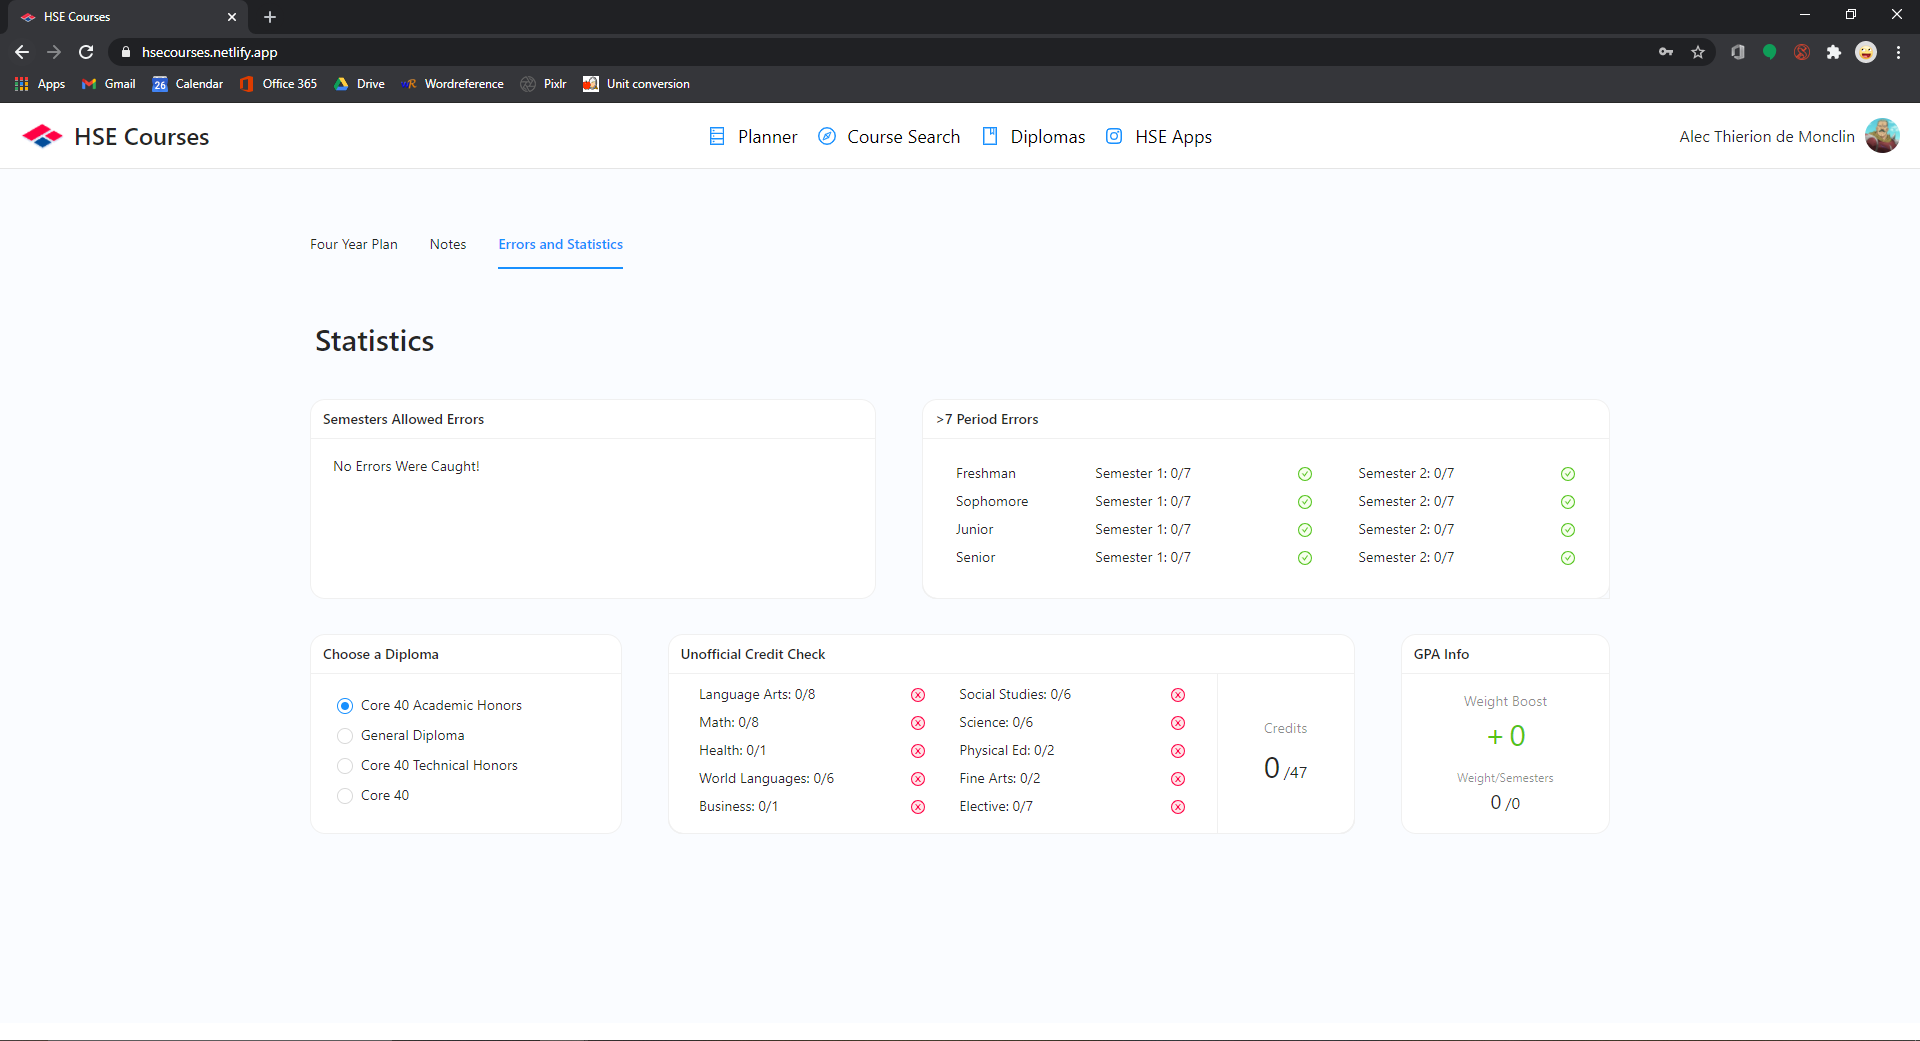 HSE Courses
hsecourses.netlify.app
Apps Gmail 26 Calendar Office 365 Drive WR Wordreference Pixlr Unit conversion
HSE Courses Planner Course Search Diplomas HSE Apps Alec Thierion de Monclin
Four Year Plan Notes Errors and Statistics
Statistics
Semesters Allowed Errors
No Errors Were Caught!
>7 Period Errors
Freshman Semester 1: 0/7 Semester 2: 0/7
Sophomore Semester 1: 0/7 Semester 2: 0/7
Junior Semester 1: 0/7 Semester 2: 0/7
Senior Semester 1: 0/7 Semester 2: 0/7
Choose a Diploma
Core 40 Academic Honors
General Diploma
Core 40 Technical Honors
Core 40
Unofficial Credit Check
Language Arts: 0/8 Social Studies: 0/6
Math: 0/8 Science: 0/6
Health: 0/1 Physical Ed: 0/2
World Languages: 0/6 Fine Arts: 0/2
Business: 0/1 Elective: 0/7
Credits
0 /47
GPA Info
Weight Boost
+ 0
Weight/Semesters
0 /0